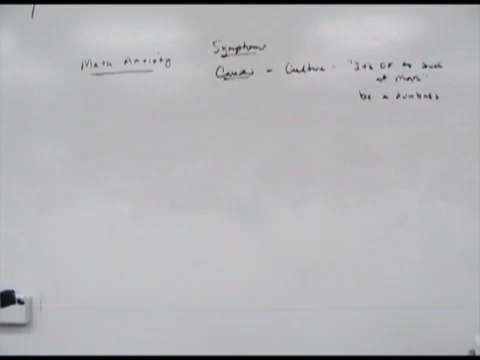 Math Anxiety
Symptoms
Causes - Culture - "Its OK to suck
at Math"
be a dumbass